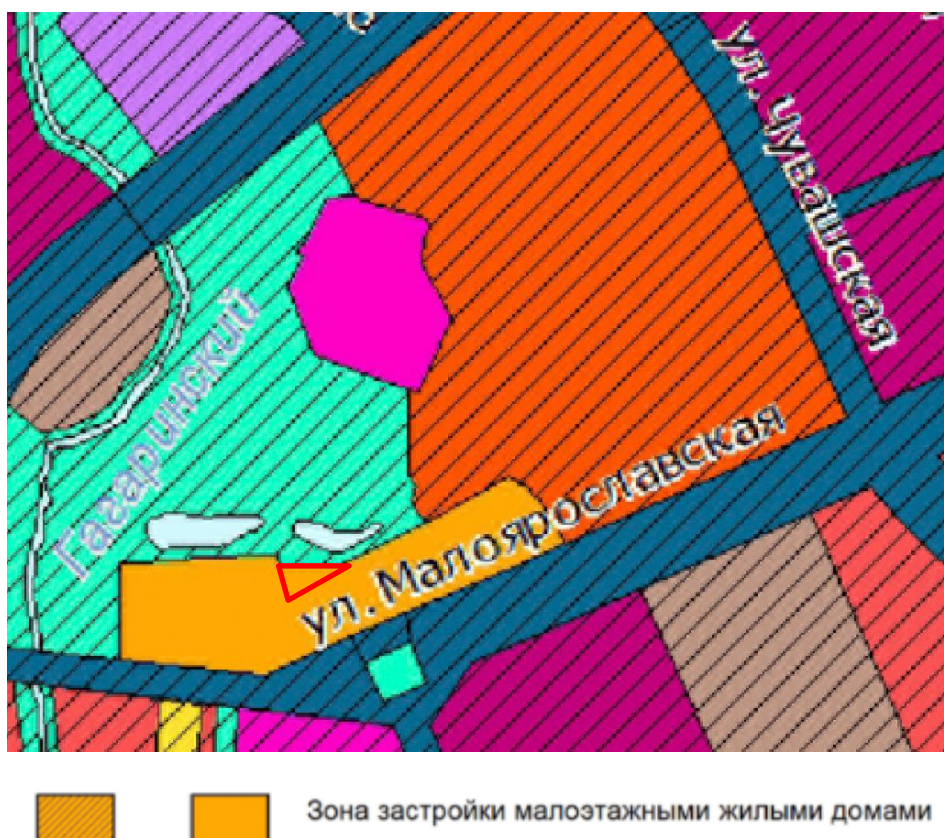 ул. Чувашская
Гагаринский
ул. Малоярославская
Зона застройки малоэтажными жилыми домами